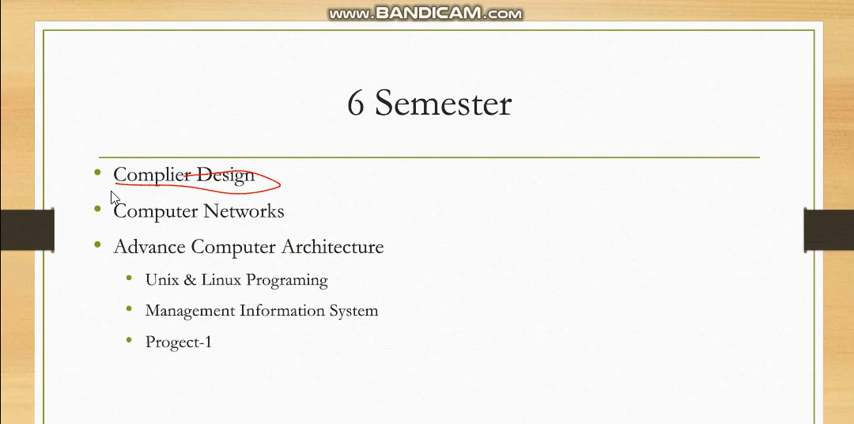 www.BANDICAM.com
6 Semester
Complier Design
Computer Networks
Advance Computer Architecture
Unix & Linux Programing
Management Information System
Progect-1